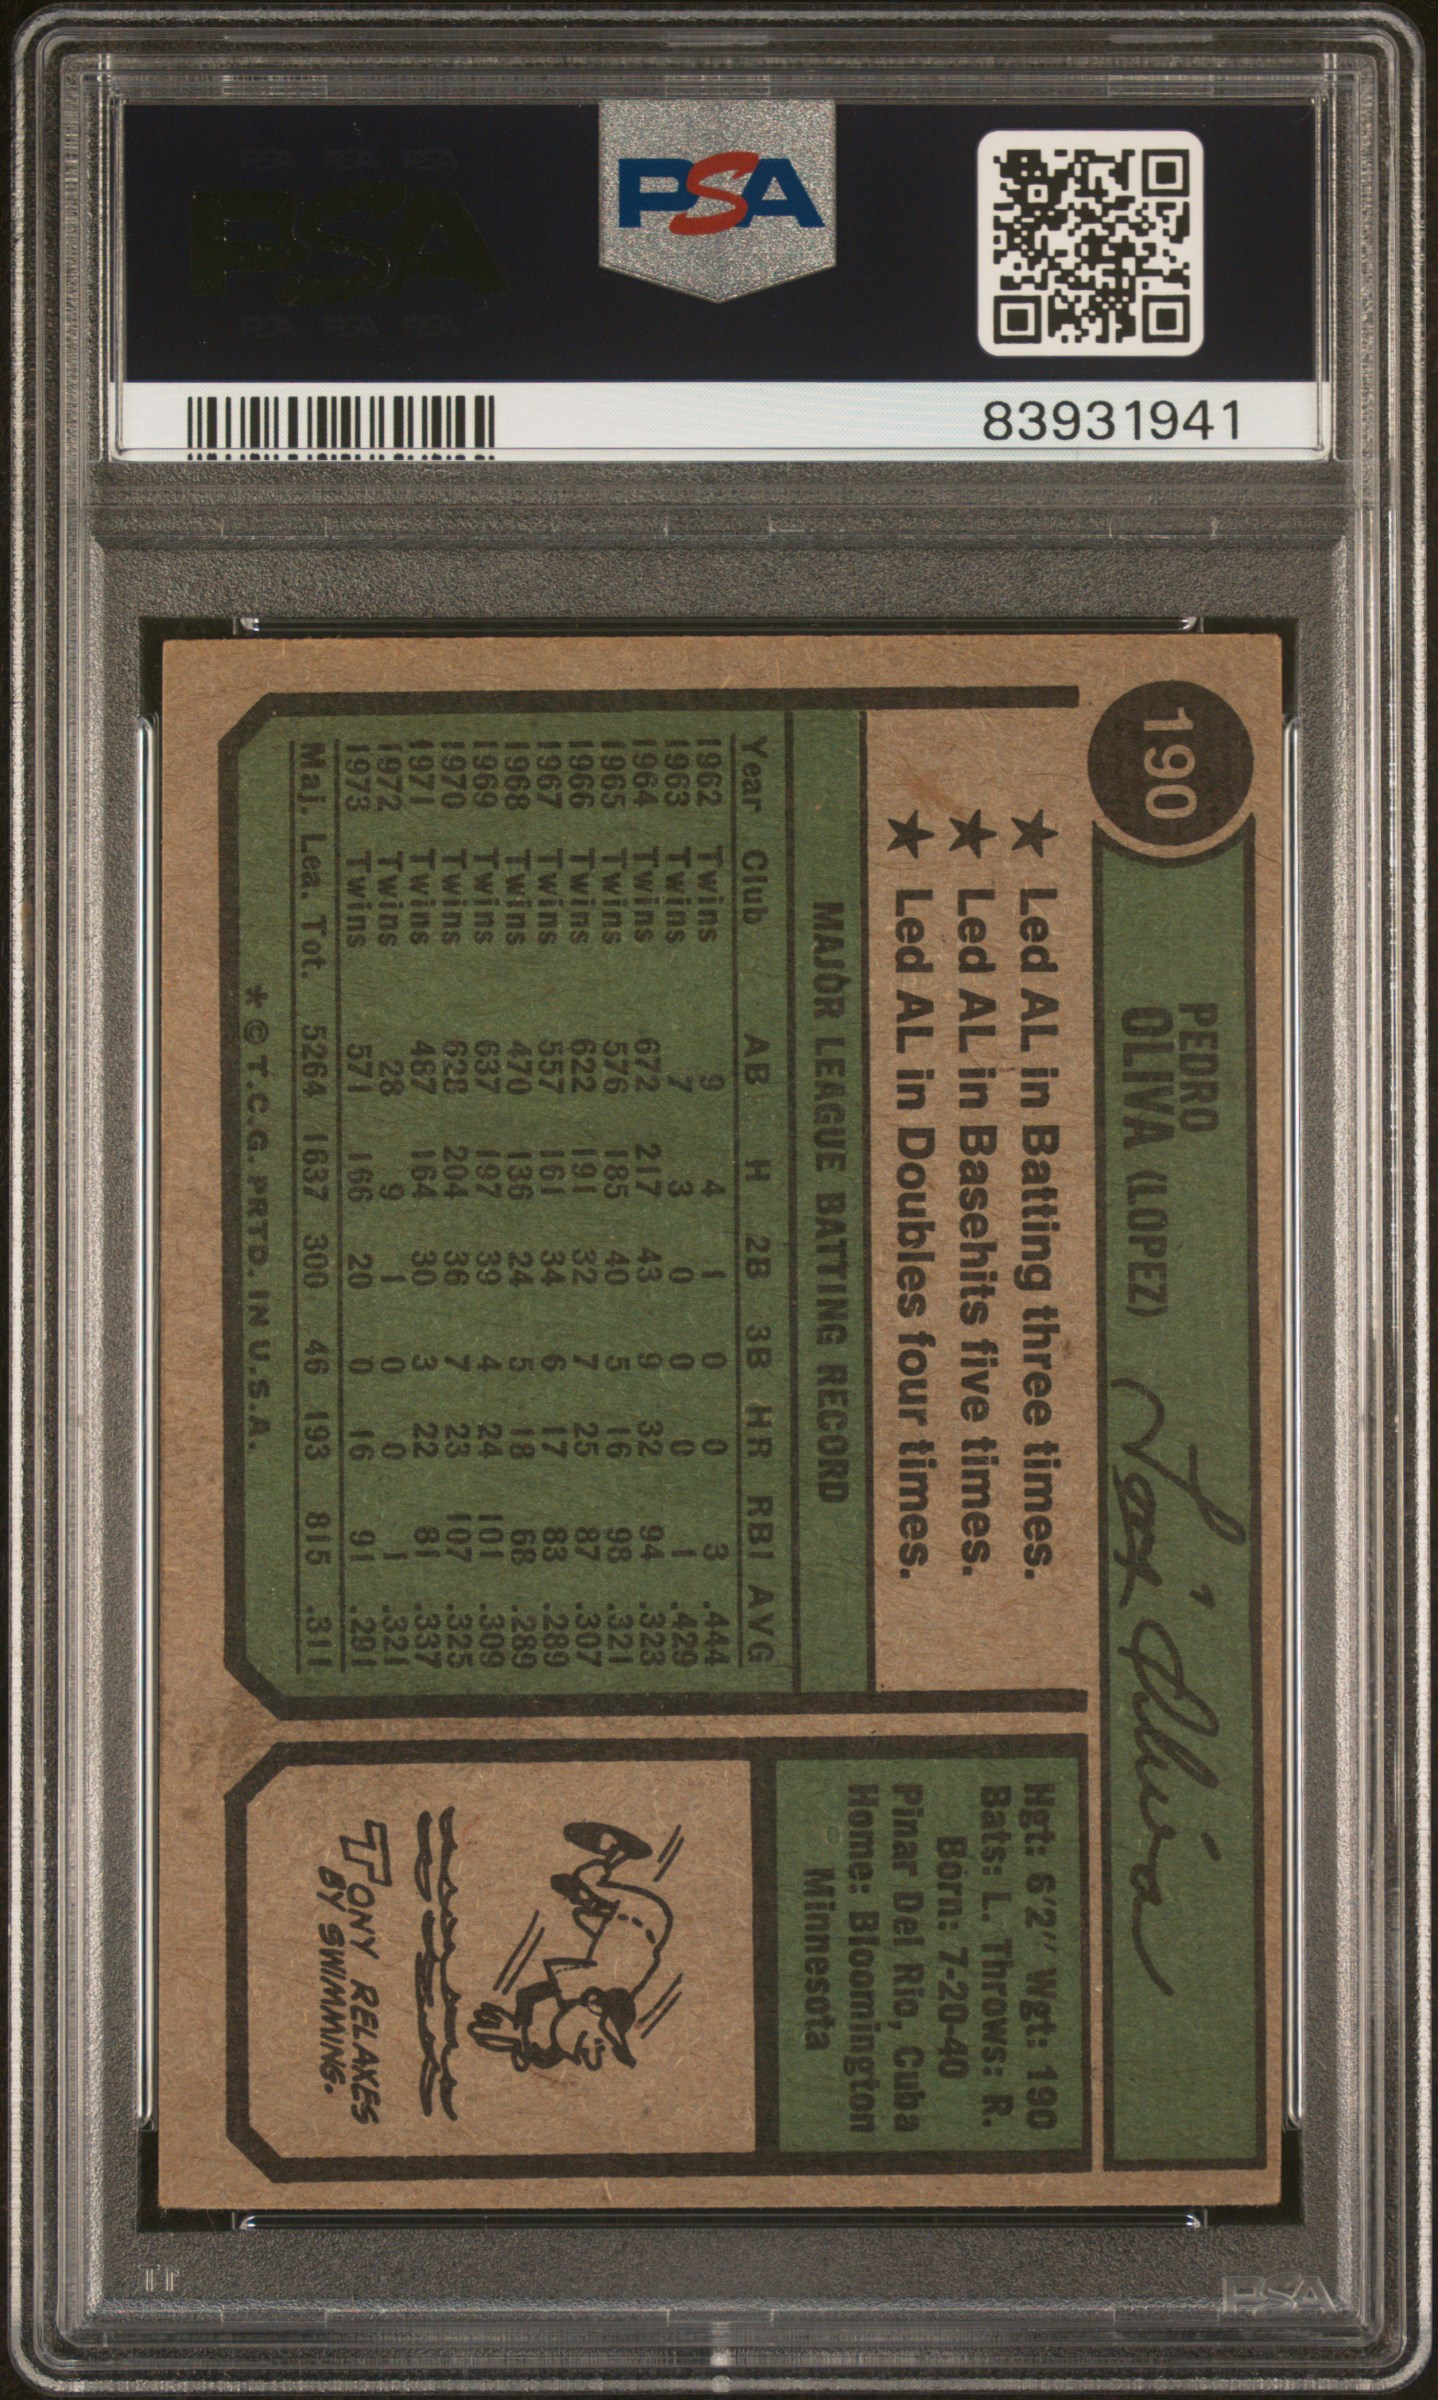 PSA PSA PSA
PSA
PSA PSA PSA
PSA
83931941
190
PEDRO
OLIVA (LOPEZ)
Tony Oliva
★ Led AL in Batting three times.
★ Led AL in Basehits five times.
★ Led AL in Doubles four times.
MAJOR LEAGUE BATTING RECORD
Year Club AB H 2B 3B HR RBI AVG
1962 Twins 9 4 1 0 0 3 .444
1963 Twins 7 3 0 0 0 1 .429
1964 Twins 672 217 43 9 32 94 .323
1965 Twins 576 185 40 5 16 98 .321
1966 Twins 622 191 32 7 25 87 .307
1967 Twins 557 161 34 6 17 83 .289
1968 Twins 470 136 24 5 18 68 .289
1969 Twins 637 197 39 4 24 101 .309
1970 Twins 628 204 36 7 23 107 .325
1971 Twins 487 164 30 3 22 81 .337
1972 Twins 28 9 1 0 0 1 .321
1973 Twins 571 166 20 0 16 91 .291
Maj. Lea. Tot. 5264 1637 300 46 193 815 .311
* © T.C.G. PRTD. IN U.S.A.
Hgt: 6'2" Wgt: 190
Bats: L. Throws: R.
Born: 7-20-40
Pinar Del Rio, Cuba
Home: Bloomington
Minnesota
TONY RELAXES
BY SWIMMING.
PSA